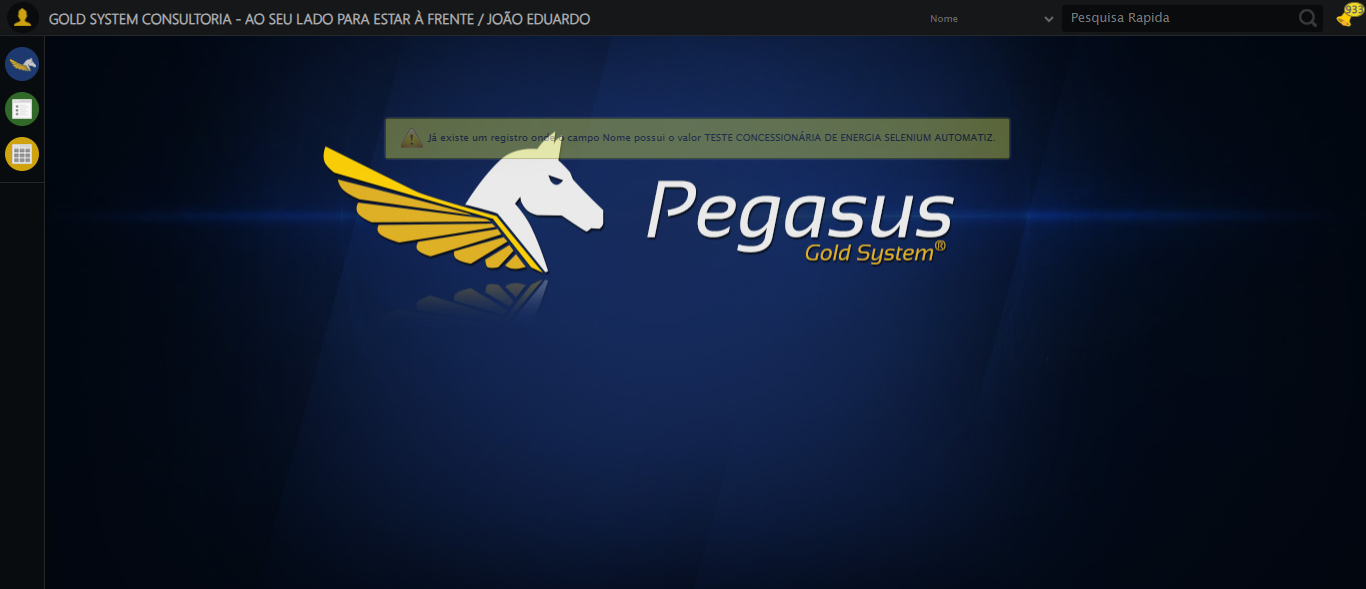 GOLD SYSTEM CONSULTORIA - AO SEU LADO PARA ESTAR À FRENTE / JOÃO EDUARDO
Nome
Pesquisa Rapida
933
Já existe um registro onde o campo Nome possui o valor TESTE CONCESSIONÁRIA DE ENERGIA SELENIUM AUTOMATIZ.
Pegasus
Gold System®